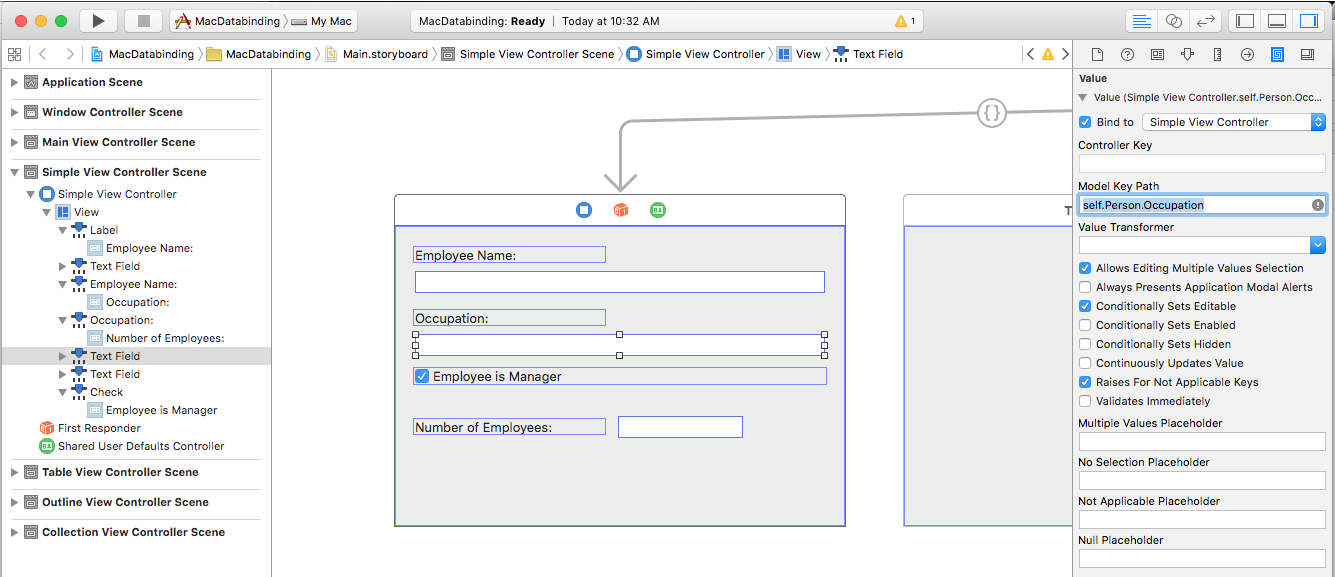 MacDatabinding
My Mac
MacDatabinding: Ready
Today at 10:32 AM
1
MacDatabinding
MacDatabinding
Main.storyboard
Simple View Controller Scene
Simple View Controller
View
Text Field
Application Scene
Window Controller Scene
Main View Controller Scene
Simple View Controller Scene
Simple View Controller
View
Label
Employee Name:
Text Field
Employee Name:
Occupation:
Occupation:
Number of Employees:
Text Field
Text Field
Check
Employee is Manager
First Responder
Shared User Defaults Controller
Table View Controller Scene
Outline View Controller Scene
Collection View Controller Scene
{}
Employee Name:
Occupation:
Employee is Manager
Number of Employees:
T
Value
Value (Simple View Controller.self.Person.Occ...
Bind to
Simple View Controller
Controller Key
Model Key Path
self.Person.Occupation
Value Transformer
Allows Editing Multiple Values Selection
Always Presents Application Modal Alerts
Conditionally Sets Editable
Conditionally Sets Enabled
Conditionally Sets Hidden
Continuously Updates Value
Raises For Not Applicable Keys
Validates Immediately
Multiple Values Placeholder
No Selection Placeholder
Not Applicable Placeholder
Null Placeholder